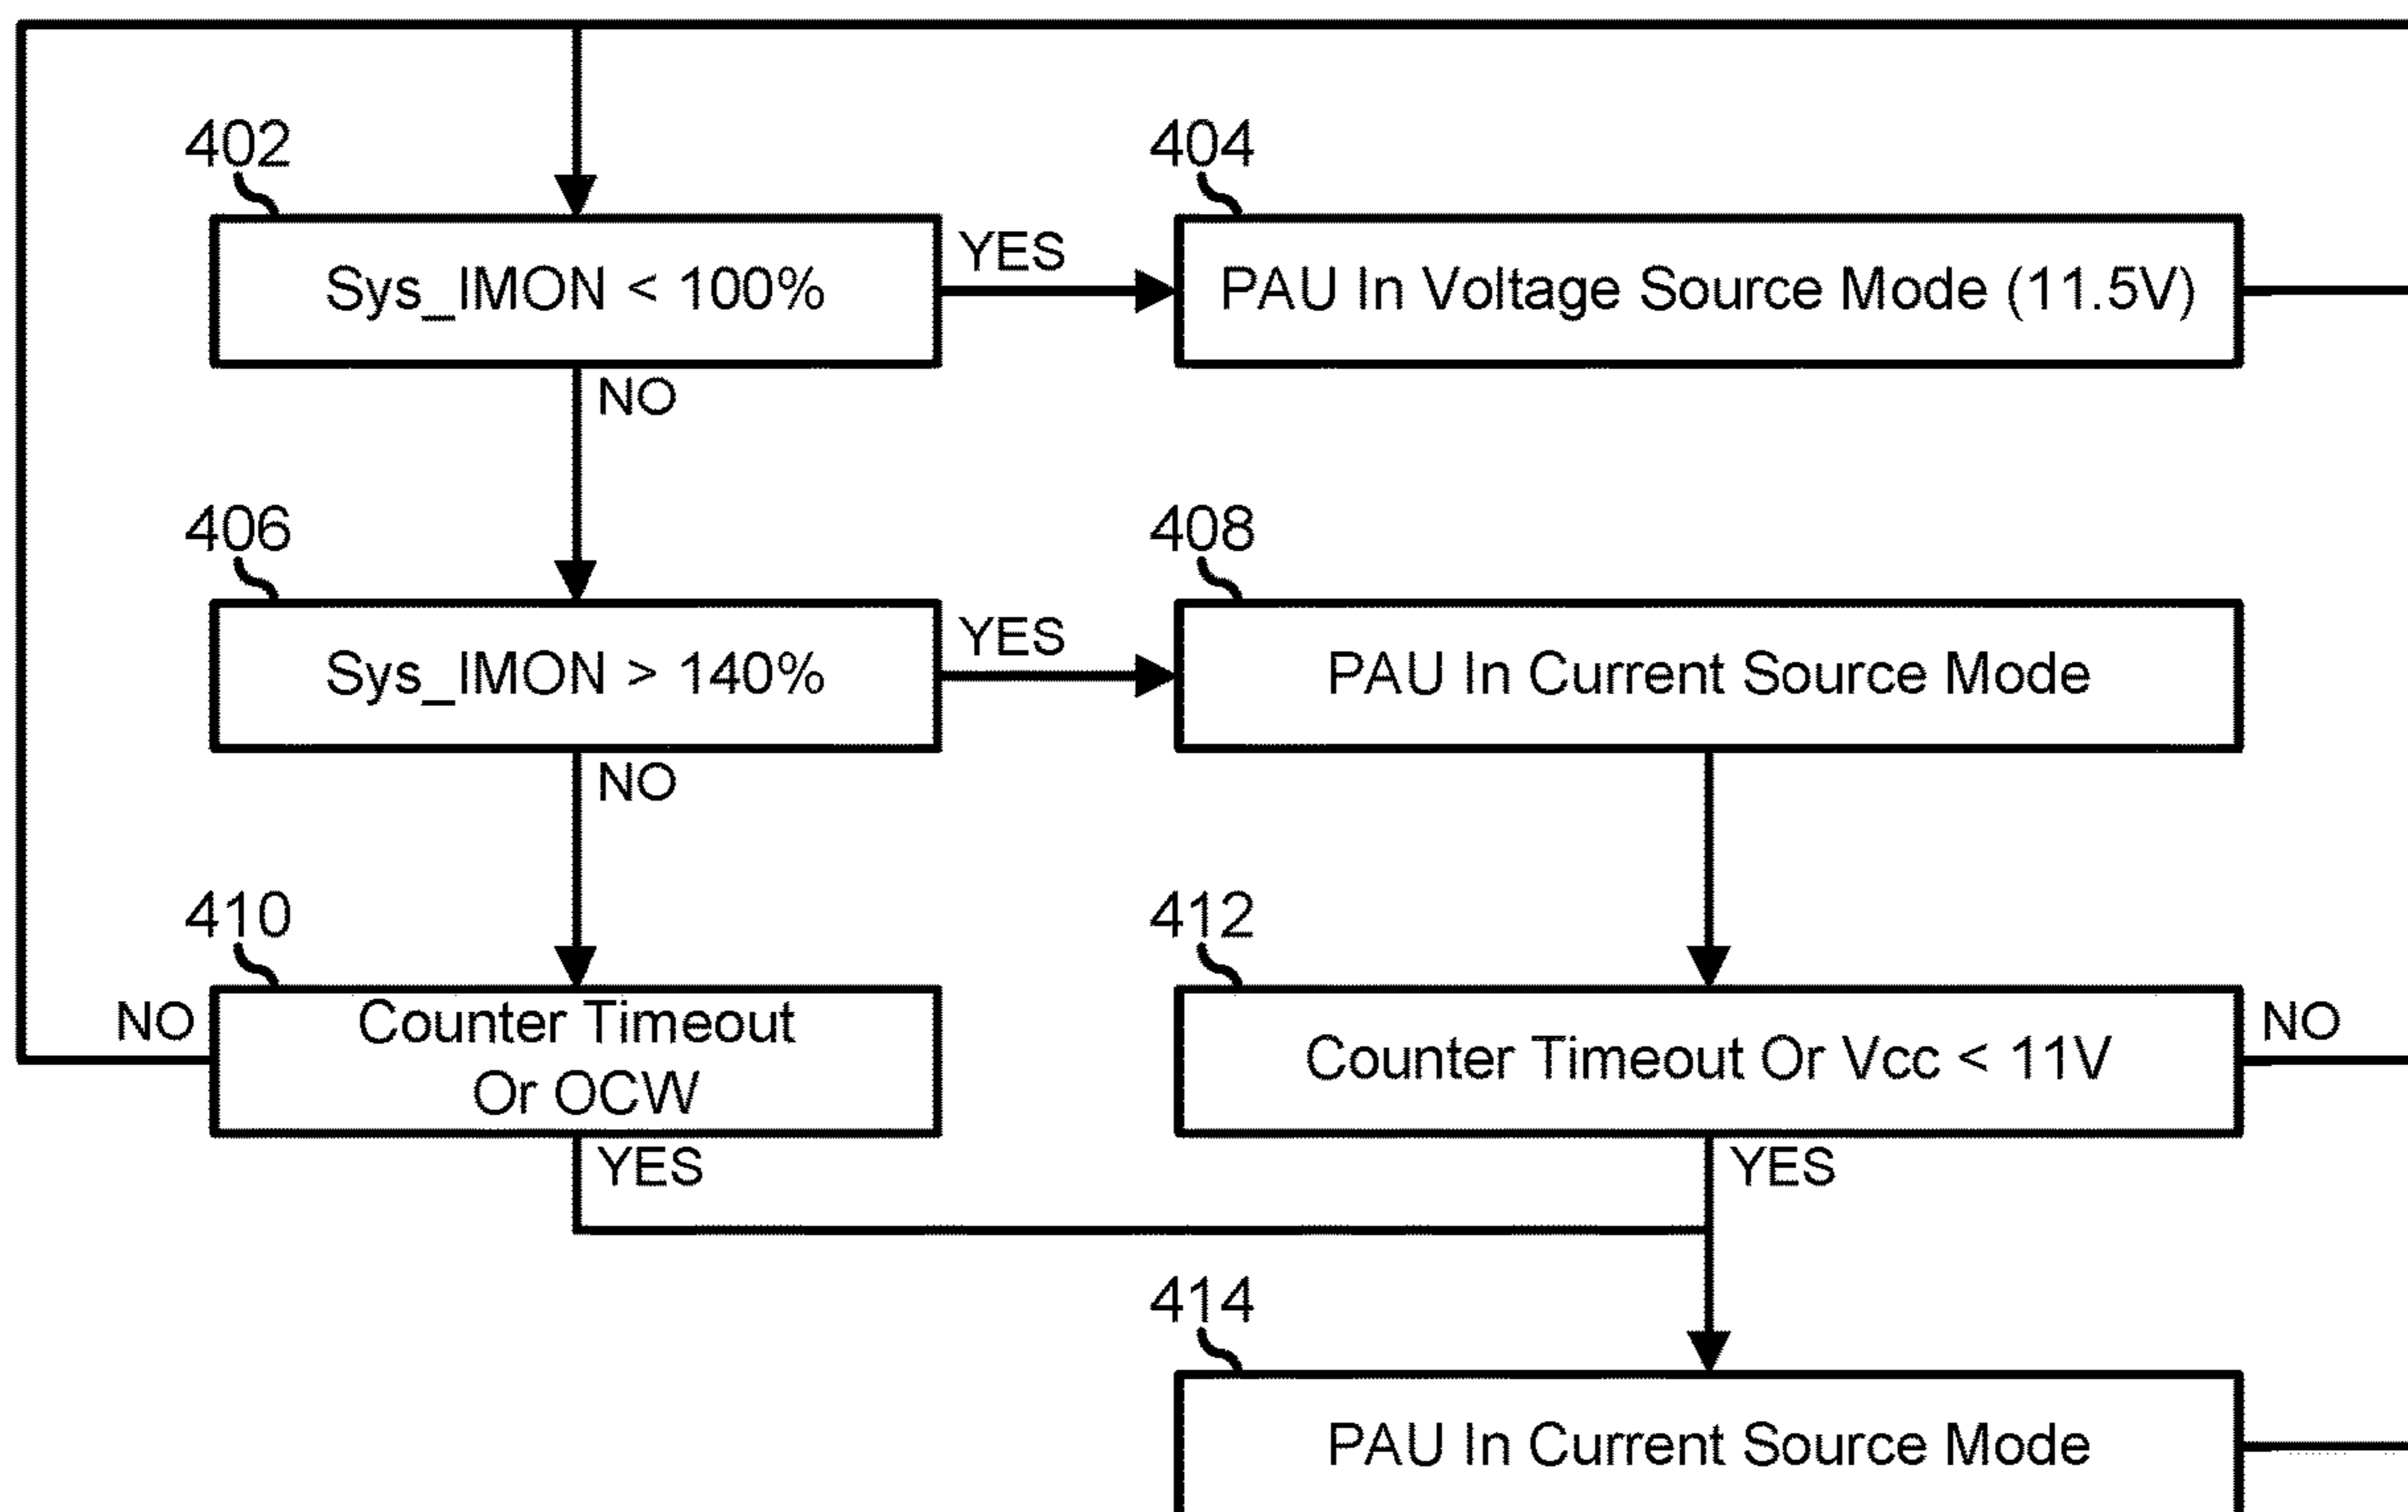 402
404
Sys_IMON < 100%
YES
PAU In Voltage Source Mode (11.5V)
NO
406
408
Sys_IMON > 140%
YES
PAU In Current Source Mode
NO
410
412
NO
Counter Timeout
Or OCW
Counter Timeout Or Vcc < 11V
NO
YES
YES
414
PAU In Current Source Mode